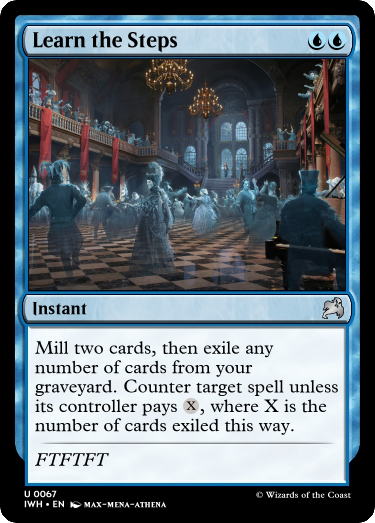 Learn the Steps
Instant
Mill two cards, then exile any
number of cards from your
graveyard. Counter target spell unless
its controller pays X, where X is the
number of cards exiled this way.
FTFTFT
U 0067
IWH • EN MAX-MENA-ATHENA
© Wizards of the Coast